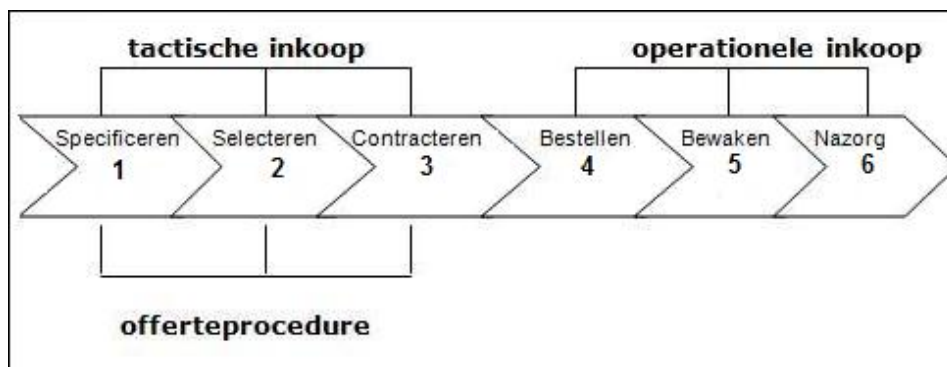 tactische inkoop operationele inkoop
Specificeren Selecteren Contracteren Bestellen Bewaken Nazorg
1 2 3 4 5 6
offerteprocedure